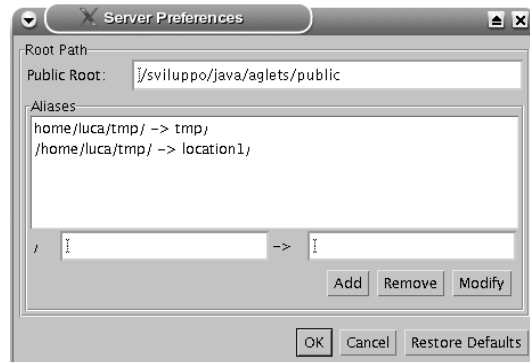 Server Preferences
Root Path
Public Root: /sviluppo/java/aglets/public
Aliases
home/luca/tmp/ -> tmp/
/home/luca/tmp/ -> location1/
/ ->
Add Remove Modify
OK Cancel Restore Defaults